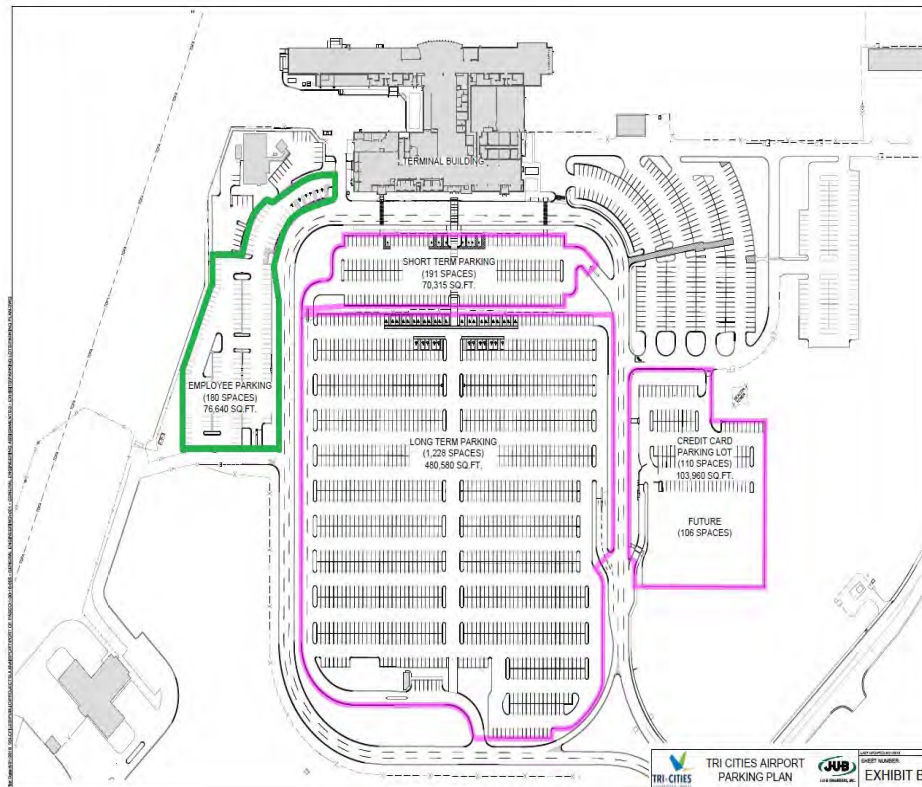 TERMINAL BUILDING
SHORT TERM PARKING
(191 SPACES)
70,315 SQ.FT.
EMPLOYEE PARKING
(180 SPACES)
76,640 SQ.FT.
LONG TERM PARKING
(1,228 SPACES)
480,580 SQ.FT.
CREDIT CARD
PARKING LOT
(110 SPACES)
103,960 SQ.FT.
FUTURE
(106 SPACES)
TRI-CITIES
TRI CITIES AIRPORT
PARKING PLAN
JUB
SHEET NUMBER:
EXHIBIT B